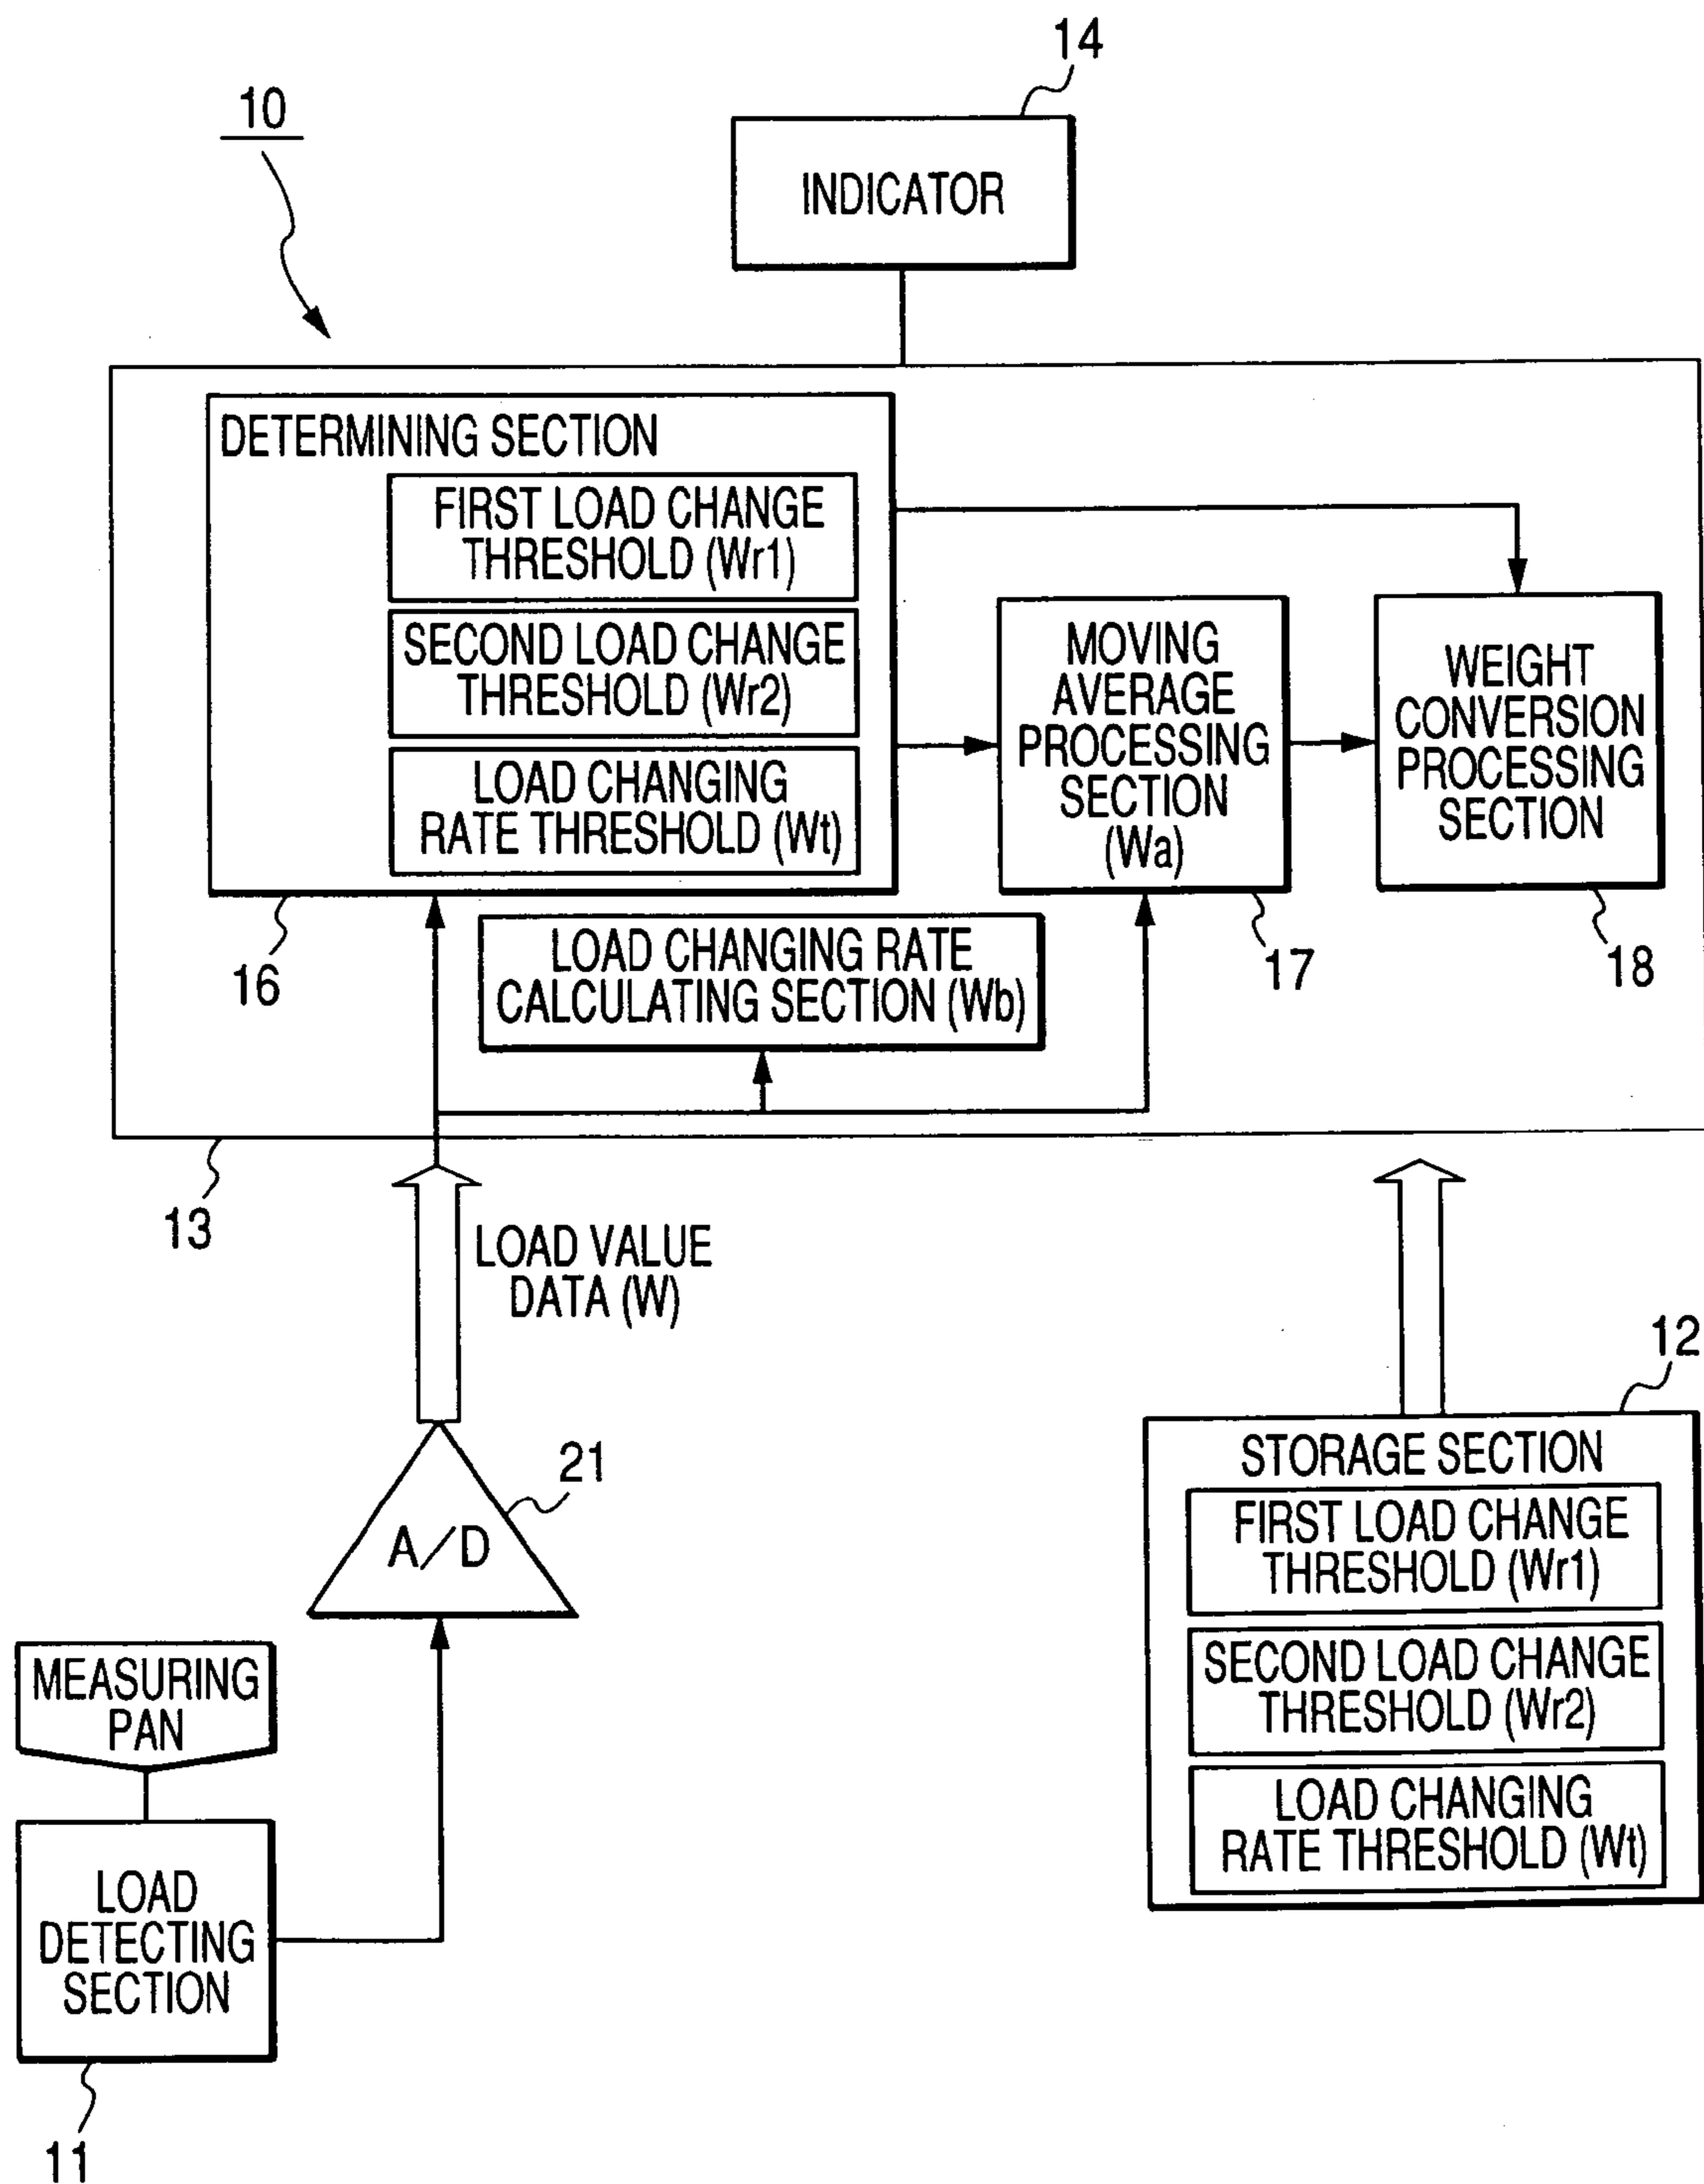 14
10
INDICATOR
DETERMINING SECTION
FIRST LOAD CHANGE
THRESHOLD (Wr1)
SECOND LOAD CHANGE
THRESHOLD (Wr2)
LOAD CHANGING
RATE THRESHOLD (Wt)
MOVING
AVERAGE
PROCESSING
SECTION
(Wa)
WEIGHT
CONVERSION
PROCESSING
SECTION
16
LOAD CHANGING RATE
CALCULATING SECTION (Wb)
17
18
13
LOAD VALUE
DATA (W)
12
21
A/D
STORAGE SECTION
FIRST LOAD CHANGE
THRESHOLD (Wr1)
SECOND LOAD CHANGE
THRESHOLD (Wr2)
LOAD CHANGING
RATE THRESHOLD (Wt)
MEASURING
PAN
LOAD
DETECTING
SECTION
11